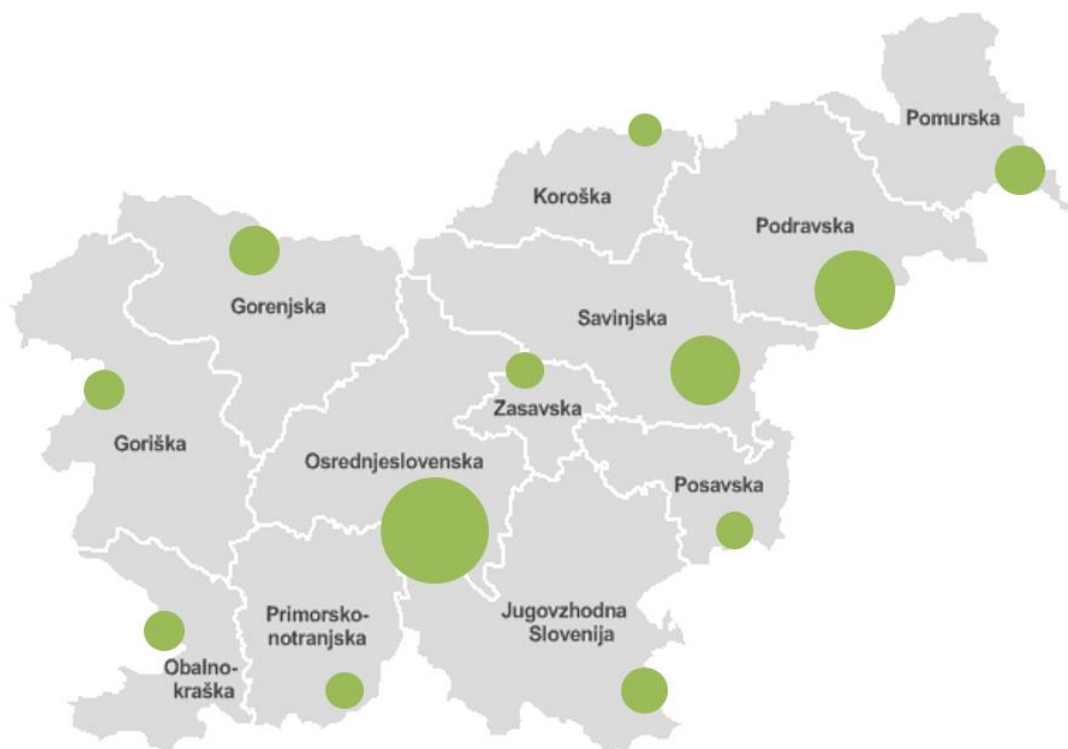 Pomurska
Koroška
Podravska
Gorenjska
Savinjska
Zasavska
Goriška
Osrednjeslovenska
Posavska
Primorsko-
notranjska
Jugovzhodna
Slovenija
Obalno-
kraška